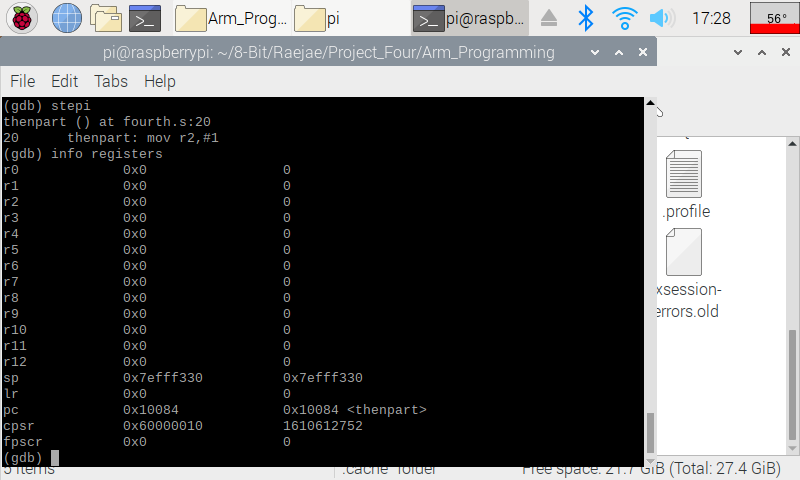 Arm_Prog...
pi
pi@raspb...
17:28
56°
pi@raspberrypi: ~/8-Bit/Raejae/Project_Four/Arm_Programming
File Edit Tabs Help
(gdb) stepi
thenpart () at fourth.s:20
20      thenpart: mov r2,#1
(gdb) info registers
r0             0x0                 0
r1             0x0                 0
r2             0x0                 0
r3             0x0                 0
r4             0x0                 0
r5             0x0                 0
r6             0x0                 0
r7             0x0                 0
r8             0x0                 0
r9             0x0                 0
r10            0x0                 0
r11            0x0                 0
r12            0x0                 0
sp             0x7efff330          0x7efff330
lr             0x0                 0
pc             0x10084             0x10084 <thenpart>
cpsr           0x60000010          1610612752
fpscr          0x0                 0
(gdb)
.profile
xsession-
errors.old
5 items
".cache" folder
Free space: 21.7 GiB (Total: 27.4 GiB)